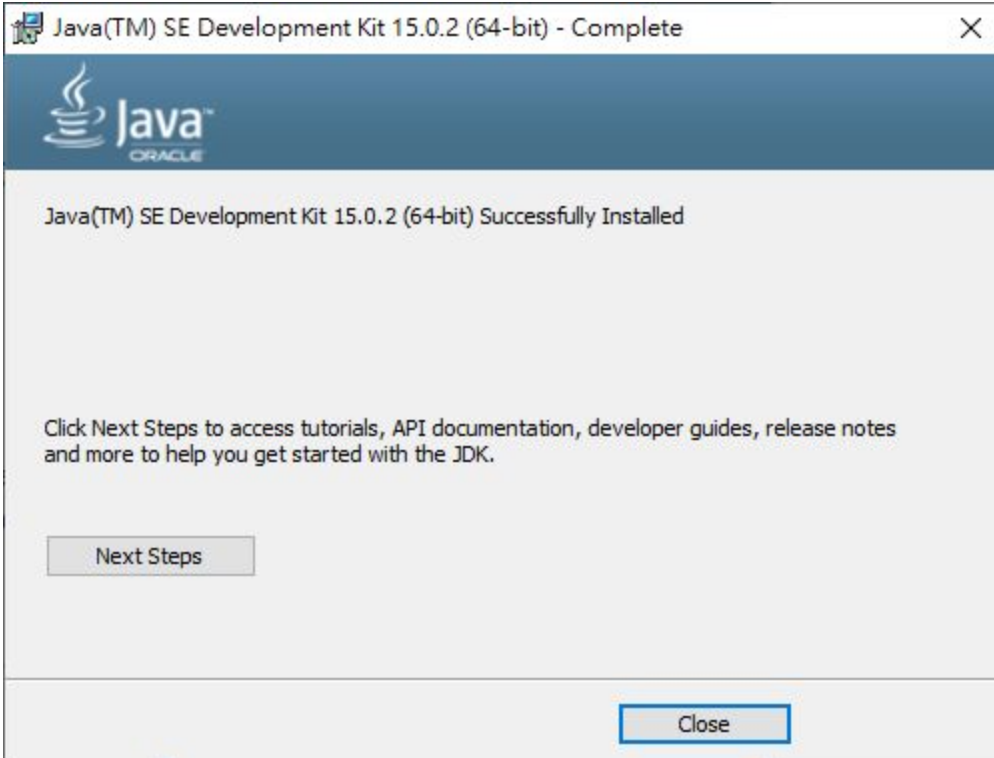 Java(TM) SE Development Kit 15.0.2 (64-bit) - Complete
Java™
ORACLE
Java(TM) SE Development Kit 15.0.2 (64-bit) Successfully Installed
Click Next Steps to access tutorials, API documentation, developer guides, release notes
and more to help you get started with the JDK.
Next Steps
Close